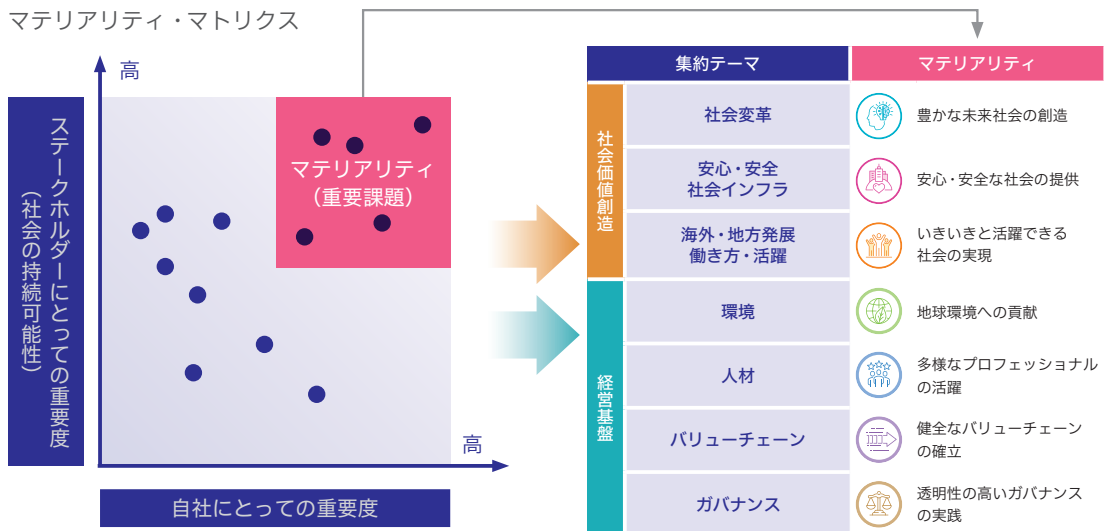 マテリアリティ・マトリクス
高
ステークホルダーにとっての重要度
（社会の持続可能性）
マテリアリティ
（重要課題）
高
自社にとっての重要度
集約テーマ
マテリアリティ
社会価値創造
社会変革
豊かな未来社会の創造
安心・安全
社会インフラ
安心・安全な社会の提供
海外・地方発展
働き方・活躍
いきいきと活躍できる
社会の実現
経営基盤
環境
地球環境への貢献
人材
多様なプロフェッショナル
の活躍
バリューチェーン
健全なバリューチェーン
の確立
ガバナンス
透明性の高いガバナンス
の実践